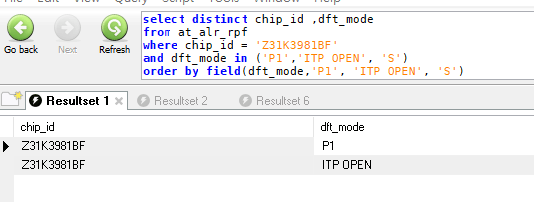 Go back
Next
Refresh
select distinct chip_id ,dft_mode
from at_alr_rpf
where chip_id = 'Z31K3981BF'
and dft_mode in ('P1','ITP OPEN', 'S')
order by field(dft_mode,'P1', 'ITP OPEN', 'S')
Resultset 1
Resultset 2
Resultset 6
chip_id dft_mode
Z31K3981BF P1
Z31K3981BF ITP OPEN